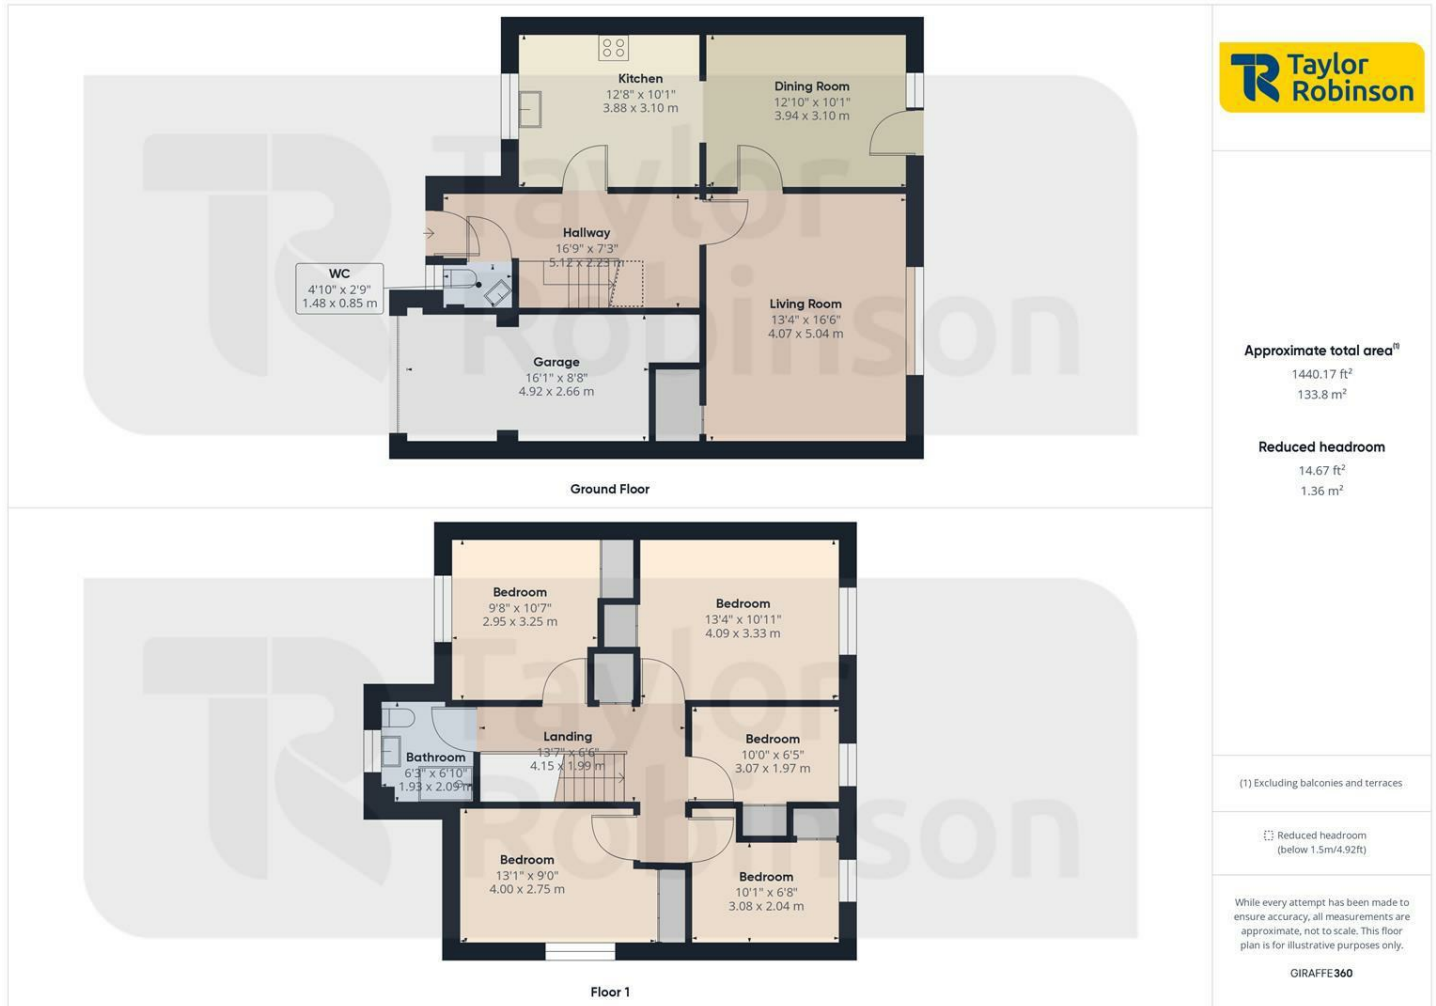 Kitchen
12'8" x 10'1"
3.88 x 3.10 m
Dining Room
12'10" x 10'1"
3.94 x 3.10 m
Hallway
16'9" x 7'3"
5.12 x 2.23 m
WC
4'10" x 2'9"
1.48 x 0.85 m
Living Room
13'4" x 16'6"
4.07 x 5.04 m
Garage
16'1" x 8'8"
4.92 x 2.66 m
Ground Floor
Taylor
Robinson
Bedroom
9'8" x 10'7"
2.95 x 3.25 m
Bedroom
13'4" x 10'11"
4.09 x 3.33 m
Landing
13'7" x 6'6"
4.15 x 1.99 m
Bedroom
10'0" x 6'5"
3.07 x 1.97 m
Bathroom
6'3" x 6'10"
1.93 x 2.09 m
Bedroom
13'1" x 9'0"
4.00 x 2.75 m
Bedroom
10'1" x 6'8"
3.08 x 2.04 m
Floor 1
Taylor
Robinson
TR Taylor
Robinson
Approximate total area(1)
1440.17 ft²
133.8 m²
Reduced headroom
14.67 ft²
1.36 m²
(1) Excluding balconies and terraces
Reduced headroom
(below 1.5m/4.92ft)
While every attempt has been made to
ensure accuracy, all measurements are
approximate, not to scale. This floor
plan is for illustrative purposes only.
GIRAFFE360